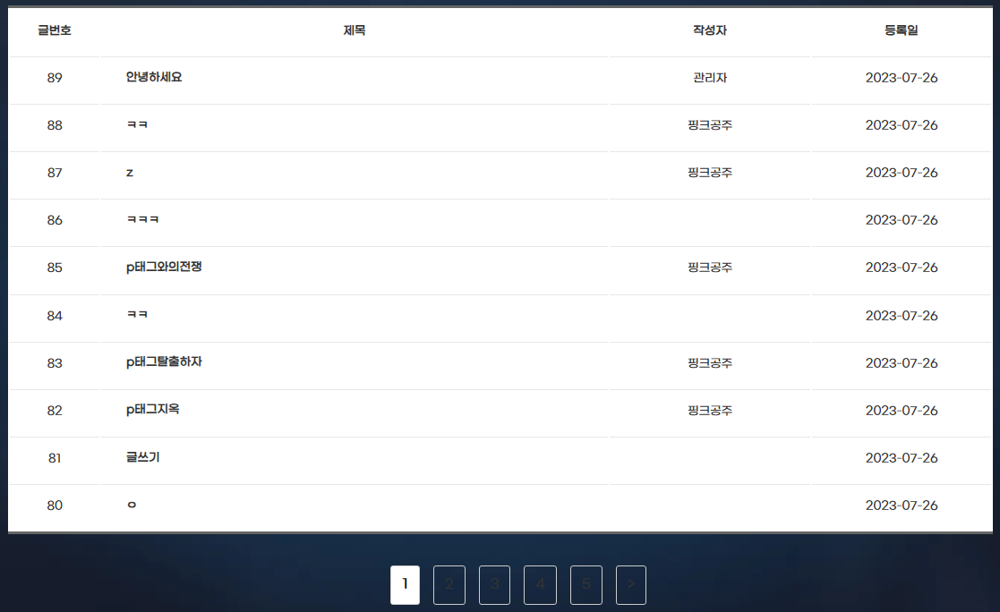 글번호 제목 작성자 등록일
89 안녕하세요 관리자 2023-07-26
88 ㅋㅋ 핑크공주 2023-07-26
87 z 핑크공주 2023-07-26
86 ㅋㅋㅋ 2023-07-26
85 p태그와의전쟁 핑크공주 2023-07-26
84 ㅋㅋ 2023-07-26
83 p태그탈출하자 핑크공주 2023-07-26
82 p태그지옥 핑크공주 2023-07-26
81 글쓰기 2023-07-26
80 ㅇ 2023-07-26
1 2 3 4 5 >